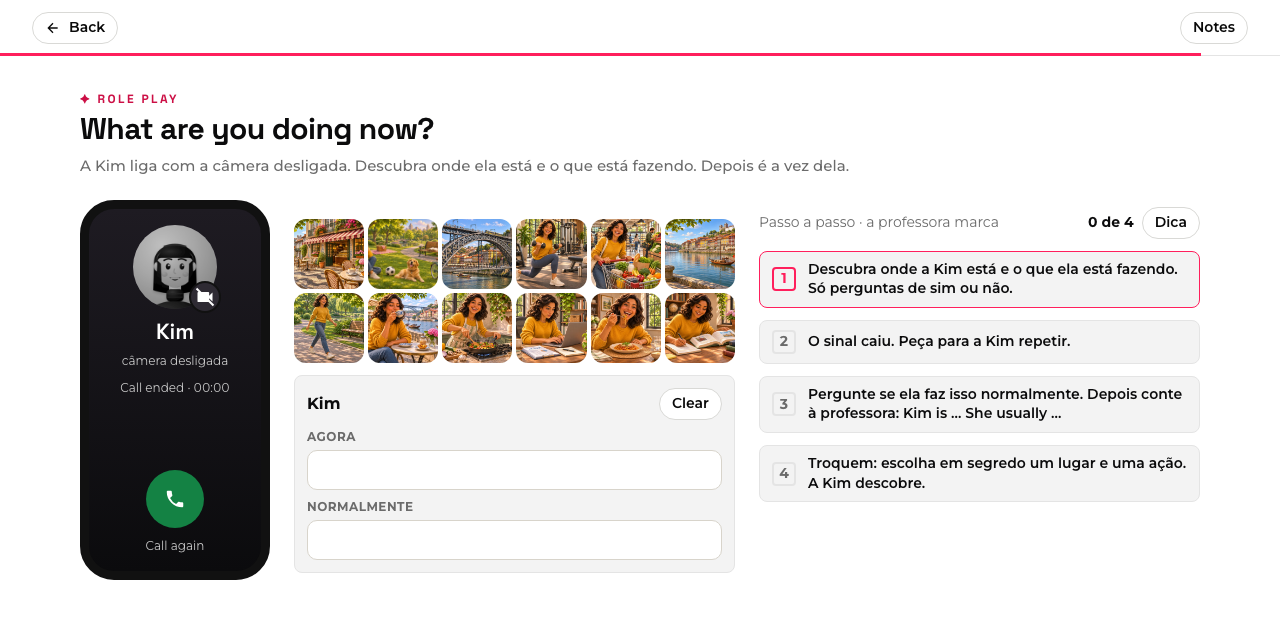 Back
Notes
ROLE PLAY
What are you doing now?
A Kim liga com a câmera desligada. Descubra onde ela está e o que está fazendo. Depois é a vez dela.
Kim
câmera desligada
Call ended · 00:00
Call again
Kim
Clear
AGORA
NORMALMENTE
Passo a passo · a professora marca
0 de 4
Dica
1
Descubra onde a Kim está e o que ela está fazendo.
Só perguntas de sim ou não.
2
O sinal caiu. Peça para a Kim repetir.
3
Pergunte se ela faz isso normalmente. Depois conte
à professora: Kim is ... She usually ...
4
Troquem: escolha em segredo um lugar e uma ação.
A Kim descobre.